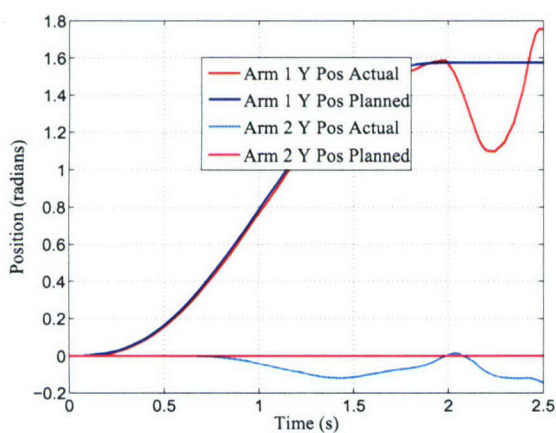 1.8
1.6
1.4
1.2
1
0.8
0.6
0.4
0.2
0
−0.2
Position (radians)
Arm 1 Y Pos Actual
Arm 1 Y Pos Planned
Arm 2 Y Pos Actual
Arm 2 Y Pos Planned
0 0.5 1 1.5 2 2.5
Time (s)